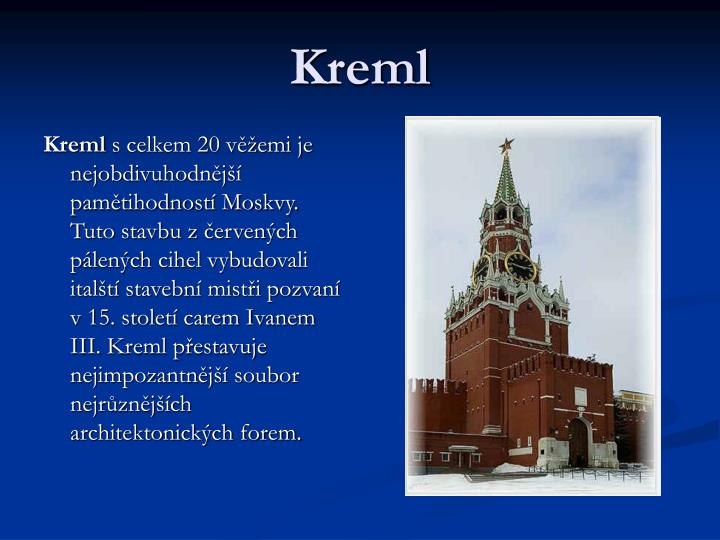 Kreml
Kreml s celkem 20 věžemi je
nejobdivuhodnější
pamětihodností Moskvy.
Tuto stavbu z červených
pálených cihel vybudovali
italští stavební mistři pozvaní
v 15. století carem Ivanem
III. Kreml přestavuje
nejimpozantnější soubor
nejrůznějších
architektonických forem.